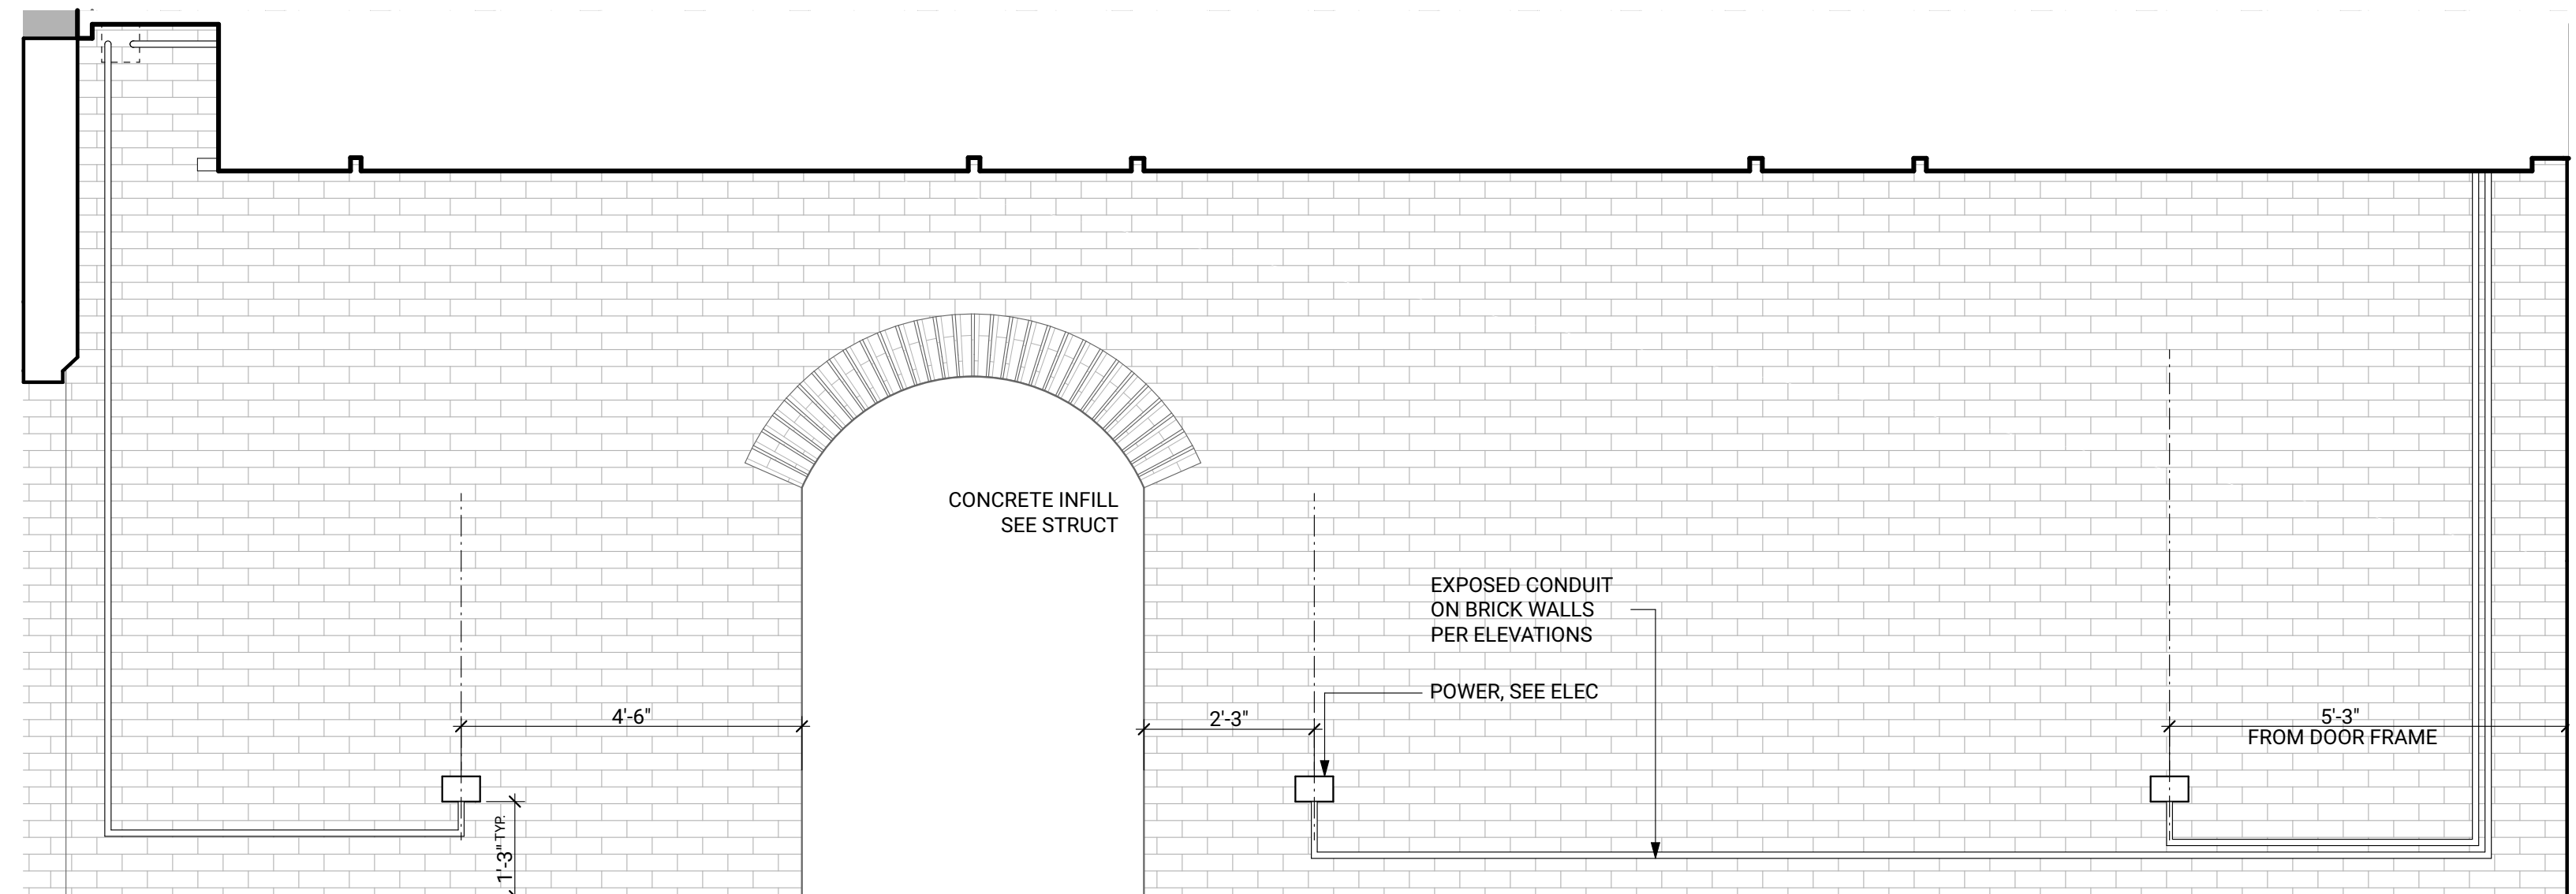 CONCRETE INFILL
SEE STRUCT
EXPOSED CONDUIT
ON BRICK WALLS
PER ELEVATIONS
POWER, SEE ELEC
4'-6"
2'-3"
5'-3"
FROM DOOR FRAME
1'-3" TYP.